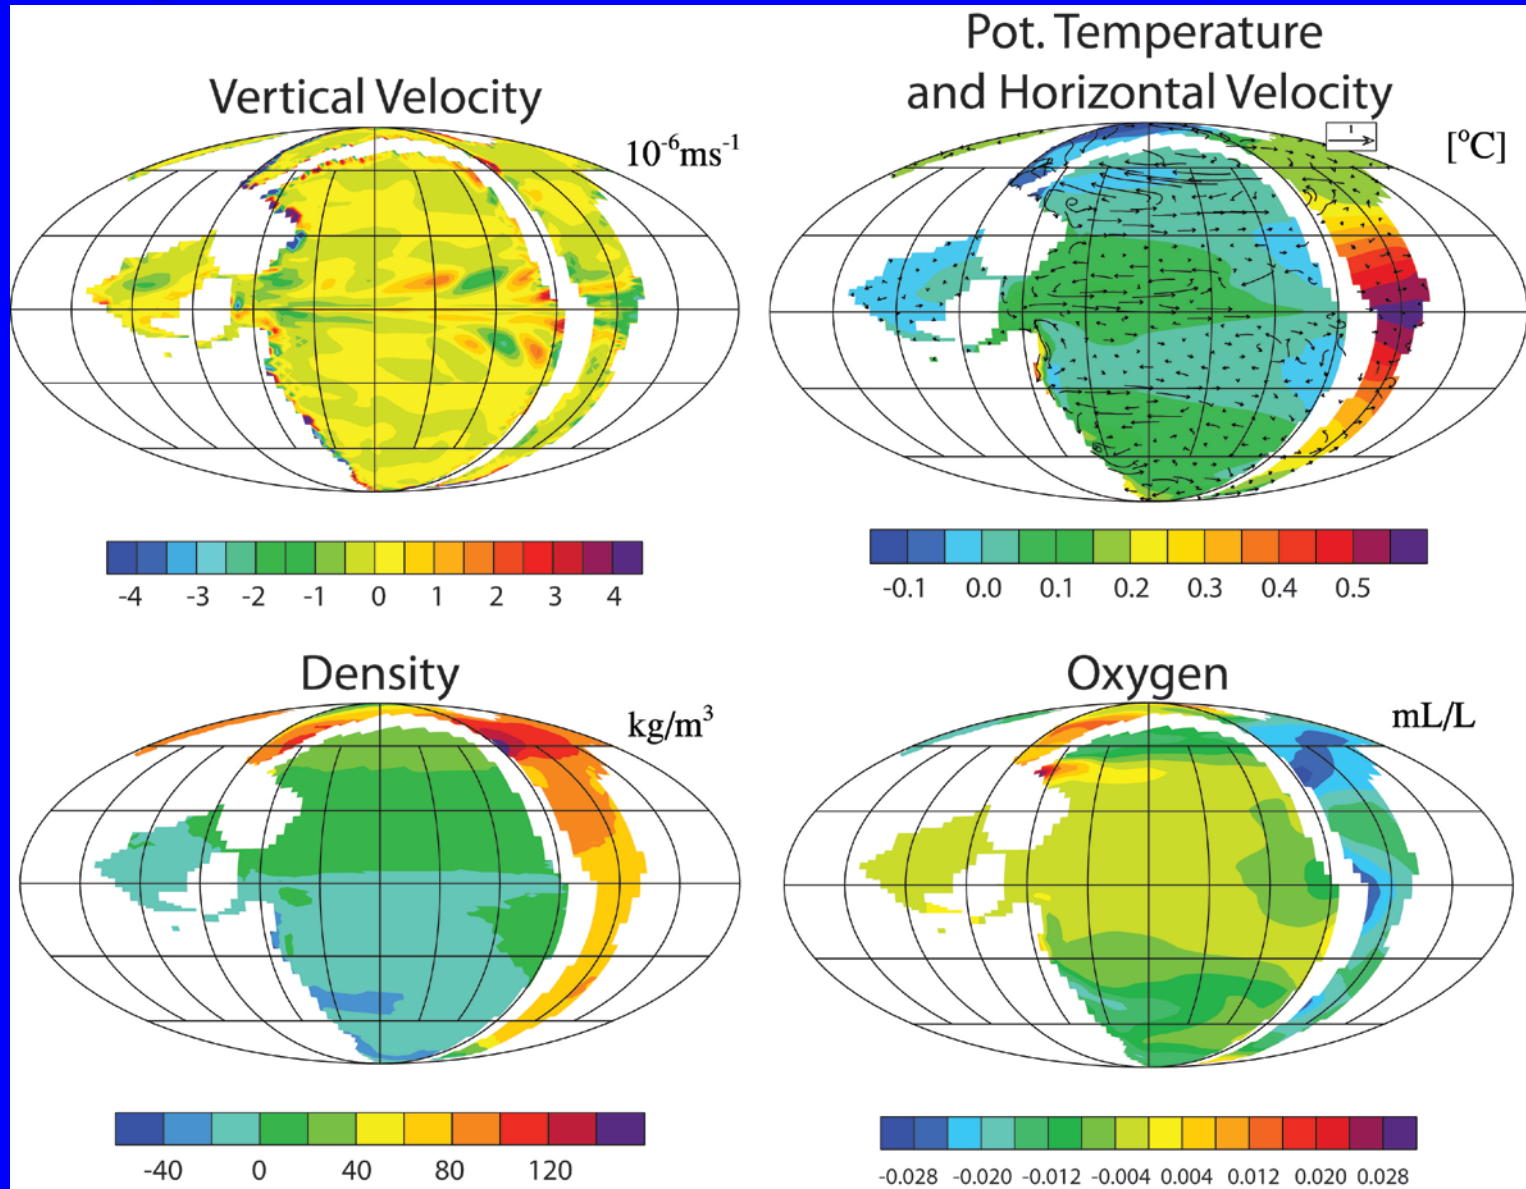 Vertical Velocity
10⁻⁶ms⁻¹
-4 -3 -2 -1 0 1 2 3 4
Pot. Temperature
and Horizontal Velocity
1
[°C]
-0.1 0.0 0.1 0.2 0.3 0.4 0.5
Density
kg/m³
-40 0 40 80 120
Oxygen
mL/L
-0.028 -0.020 -0.012 -0.004 0.004 0.012 0.020 0.028